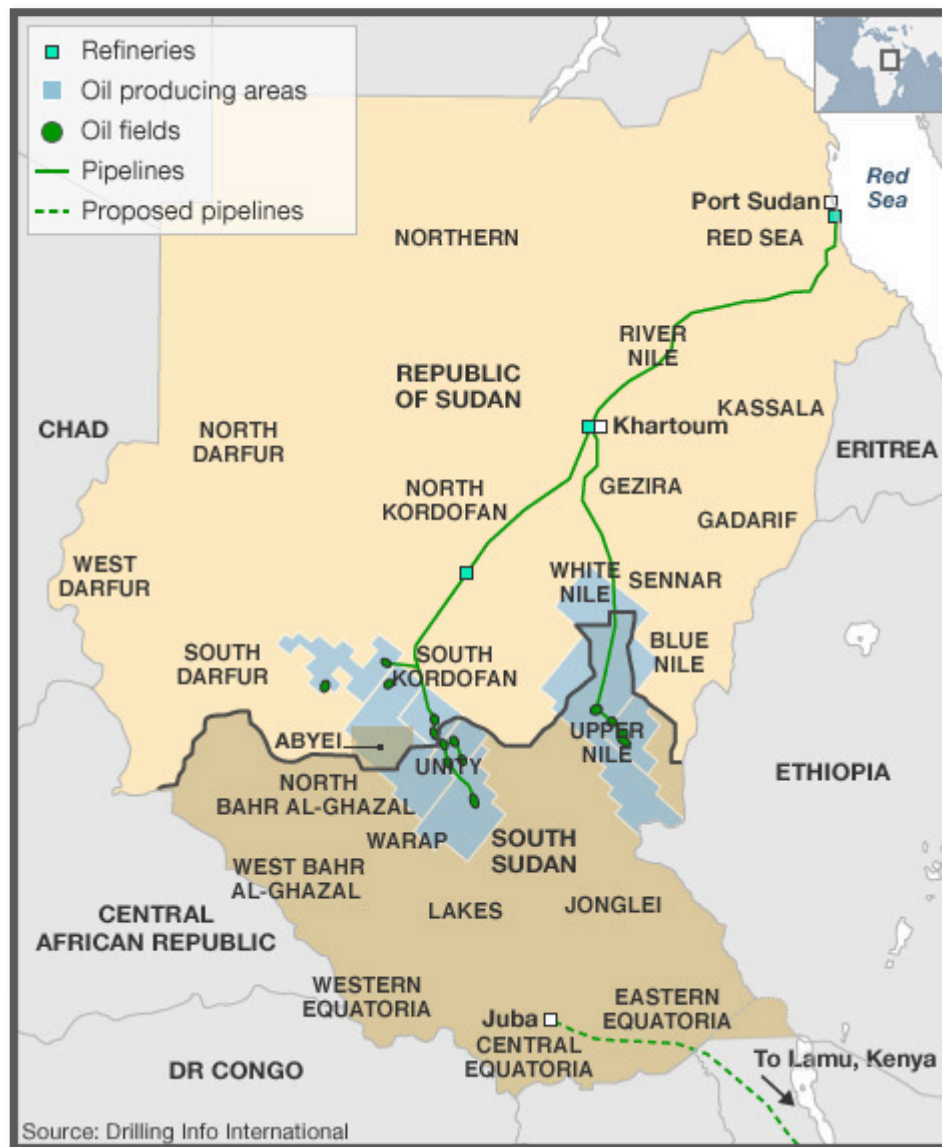 Refineries
Oil producing areas
Oil fields
Pipelines
Proposed pipelines
Red
Sea
Port Sudan
RED SEA
NORTHERN
RIVER
NILE
REPUBLIC
OF SUDAN
KASSALA
CHAD
NORTH
DARFUR
Khartoum
ERITREA
NORTH
KORDOFAN
GEZIRA
GADARIF
WEST
DARFUR
WHITE
NILE
SENNAR
SOUTH
DARFUR
SOUTH
KORDOFAN
BLUE
NILE
ABYEI
UPPER
NILE
UNITY
ETHIOPIA
NORTH
BAHR AL-GHAZAL
WARAP
SOUTH
SUDAN
WEST BAHR
AL-GHAZAL
LAKES
JONGLEI
CENTRAL
AFRICAN REPUBLIC
WESTERN
EQUATORIA
EASTERN
EQUATORIA
Juba
CENTRAL
EQUATORIA
To Lamu, Kenya
DR CONGO
Source: Drilling Info International